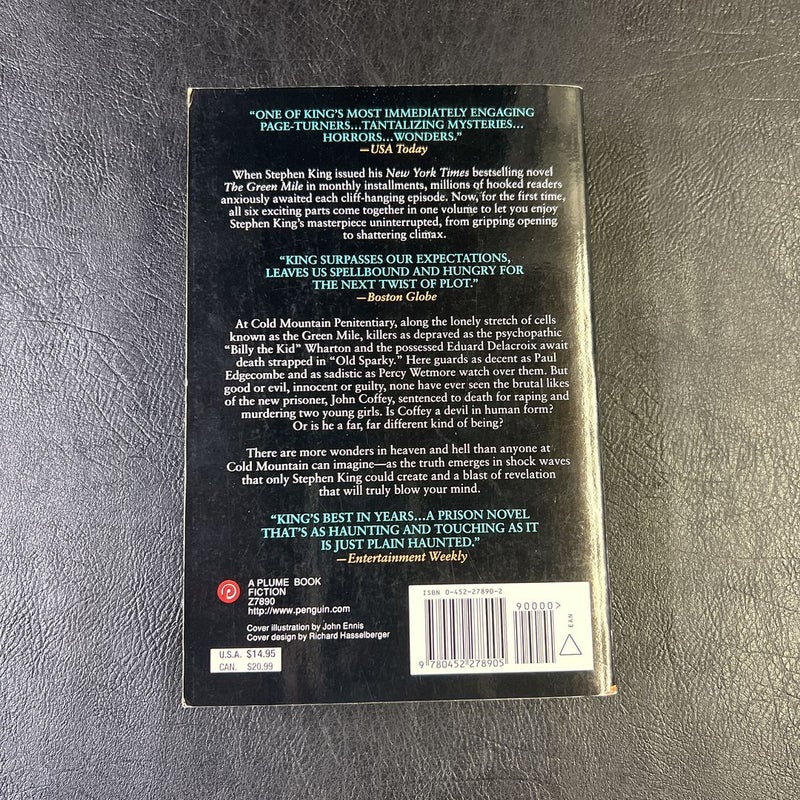 “ONE OF KING’S MOST IMMEDIATELY ENGAGING
PAGE-TURNERS...TANTALIZING MYSTERIES...
HORRORS...WONDERS.”
—USA Today
When Stephen King issued his New York Times bestselling novel
The Green Mile in monthly installments, millions of hooked readers
anxiously awaited each cliff-hanging episode. Now, for the first time,
all six exciting parts come together in one volume to let you enjoy
Stephen King’s masterpiece uninterrupted, from gripping opening
to shattering climax.
“KING SURPASSES OUR EXPECTATIONS,
LEAVES US SPELLBOUND AND HUNGRY FOR
THE NEXT TWIST OF PLOT.”
—Boston Globe
At Cold Mountain Penitentiary, along the lonely stretch of cells
known as the Green Mile, killers as depraved as the psychopathic
“Billy the Kid” Wharton and the possessed Eduard Delacroix await
death strapped in “Old Sparky.” Here guards as decent as Paul
Edgecombe and as sadistic as Percy Wetmore watch over them. But
good or evil, innocent or guilty, none have ever seen the brutal likes
of the new prisoner, John Coffey, sentenced to death for raping and
murdering two young girls. Is Coffey a devil in human form?
Or is he a far, far different kind of being?
There are more wonders in heaven and hell than anyone at
Cold Mountain can imagine—as the truth emerges in shock waves
that only Stephen King could create and a blast of revelation
that will truly blow your mind.
“KING’S BEST IN YEARS...A PRISON NOVEL
THAT’S AS HAUNTING AND TOUCHING AS IT
IS JUST PLAIN HAUNTED.”
—Entertainment Weekly
A PLUME BOOK
FICTION
Z7890
http://www.penguin.com
Cover illustration by John Ennis
Cover design by Richard Hasselberger
U.S.A. $14.95
CAN. $20.99
ISBN 0-452-27890-2
90000>
EAN
9 780452 278905